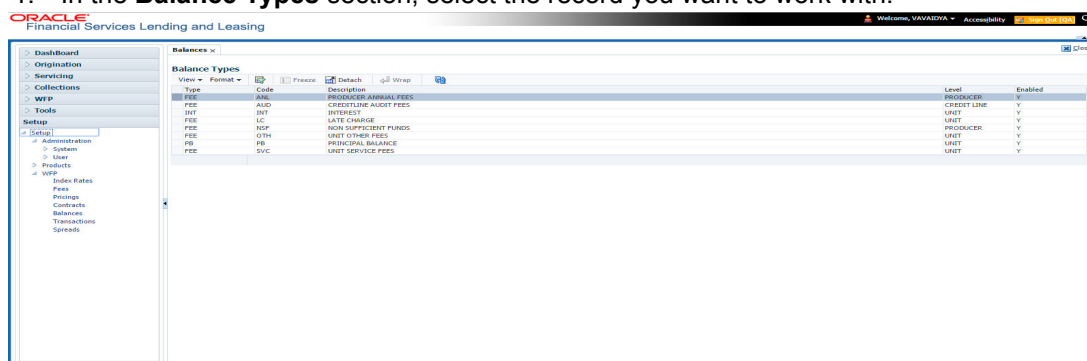 In the Balance Types section, select the record you want to work with.
ORACLE
Financial Services Lending and Leasing
Welcome, VAVAIDYA Accessibility Sign Out [QA]
DashBoard
Origination
Servicing
Collections
WFP
Tools
Setup
Setup
Administration
System
User
Products
WFP
Index Rates
Fees
Pricings
Contracts
Balances
Transactions
Spreads
Balances x
Balance Types
View Format Freeze Detach Wrap
Type Code Description Level Enabled
FEE ANL PRODUCER ANNUAL FEES PRODUCER Y
FEE AUD CREDITLINE AUDIT FEES CREDIT LINE Y
INT INT INTEREST UNIT Y
FEE LC LATE CHARGE UNIT Y
FEE NSF NON SUFFICIENT FUNDS PRODUCER Y
FEE OTH UNIT OTHER FEES UNIT Y
PB PB PRINCIPAL BALANCE UNIT Y
FEE SVC UNIT SERVICE FEES UNIT Y